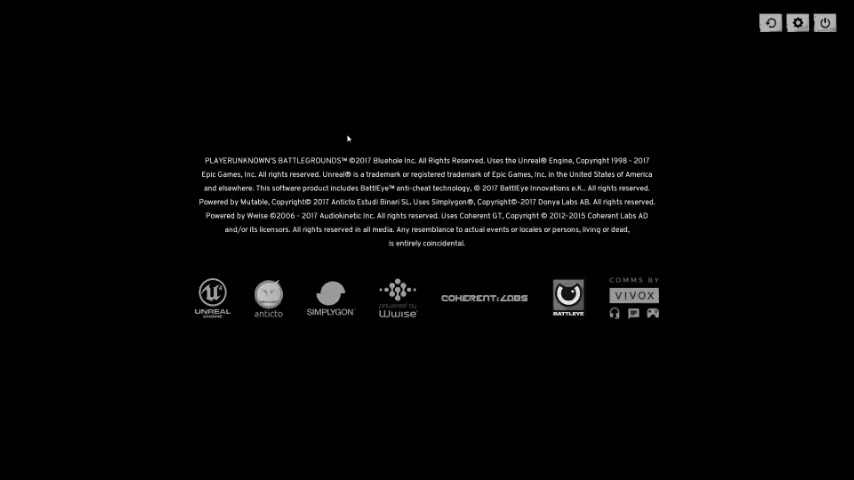 PLAYERUNKNOWN'S BATTLEGROUNDS™ ©2017 Bluehole Inc. All Rights Reserved. Uses the Unreal® Engine, Copyright 1998 - 2017
Epic Games, Inc. All rights reserved. Unreal® is a trademark or registered trademark of Epic Games, Inc. in the United States of America
and elsewhere. This software product includes BattlEye™ anti-cheat technology, © 2017 BattlEye Innovations e.K.. All rights reserved.
Powered by Mutable, Copyright© 2017 Anticto Estudi Binari SL. Uses Simplygon®, Copyright©-2017 Donya Labs AB. All rights reserved.
Powered by Wwise ©2006 - 2017 Audiokinetic Inc. All rights reserved. Uses Coherent GT, Copyright © 2012-2015 Coherent Labs AD
and/or its licensors. All rights reserved in all media. Any resemblance to actual events or locales or persons, living or dead,
is entirely coincidental.
UNREAL
ENGINE
anticto
SIMPLYGON
powered by
Wwise
COHERENT:LABS
BATTLEYE
COMMS BY
VIVOX